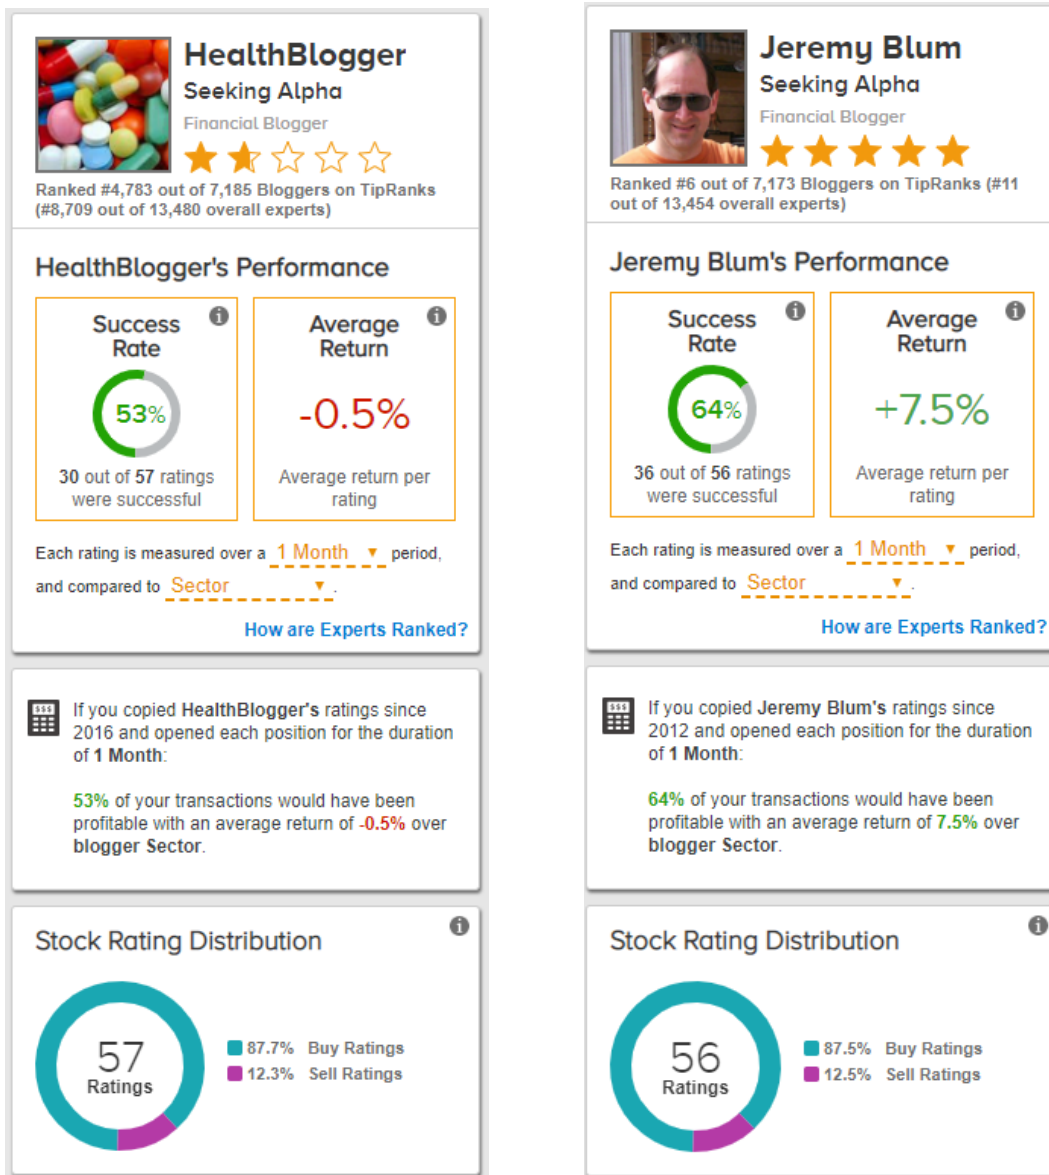 HealthBlogger
Seeking Alpha
Financial Blogger
Ranked #4,783 out of 7,185 Bloggers on TipRanks
(#8,709 out of 13,480 overall experts)
HealthBlogger's Performance
Success
Rate
53%
30 out of 57 ratings
were successful
Average
Return
-0.5%
Average return per
rating
Each rating is measured over a 1 Month period,
and compared to Sector.
How are Experts Ranked?
$$$
If you copied HealthBlogger's ratings since
2016 and opened each position for the duration
of 1 Month:
53% of your transactions would have been
profitable with an average return of -0.5% over
blogger Sector.
Stock Rating Distribution
57
Ratings
87.7% Buy Ratings
12.3% Sell Ratings
Jeremy Blum
Seeking Alpha
Financial Blogger
Ranked #6 out of 7,173 Bloggers on TipRanks (#11
out of 13,454 overall experts)
Jeremy Blum's Performance
Success
Rate
64%
36 out of 56 ratings
were successful
Average
Return
+7.5%
Average return per
rating
Each rating is measured over a 1 Month period,
and compared to Sector.
How are Experts Ranked?
$$$
If you copied Jeremy Blum's ratings since
2012 and opened each position for the duration
of 1 Month:
64% of your transactions would have been
profitable with an average return of 7.5% over
blogger Sector.
Stock Rating Distribution
56
Ratings
87.5% Buy Ratings
12.5% Sell Ratings